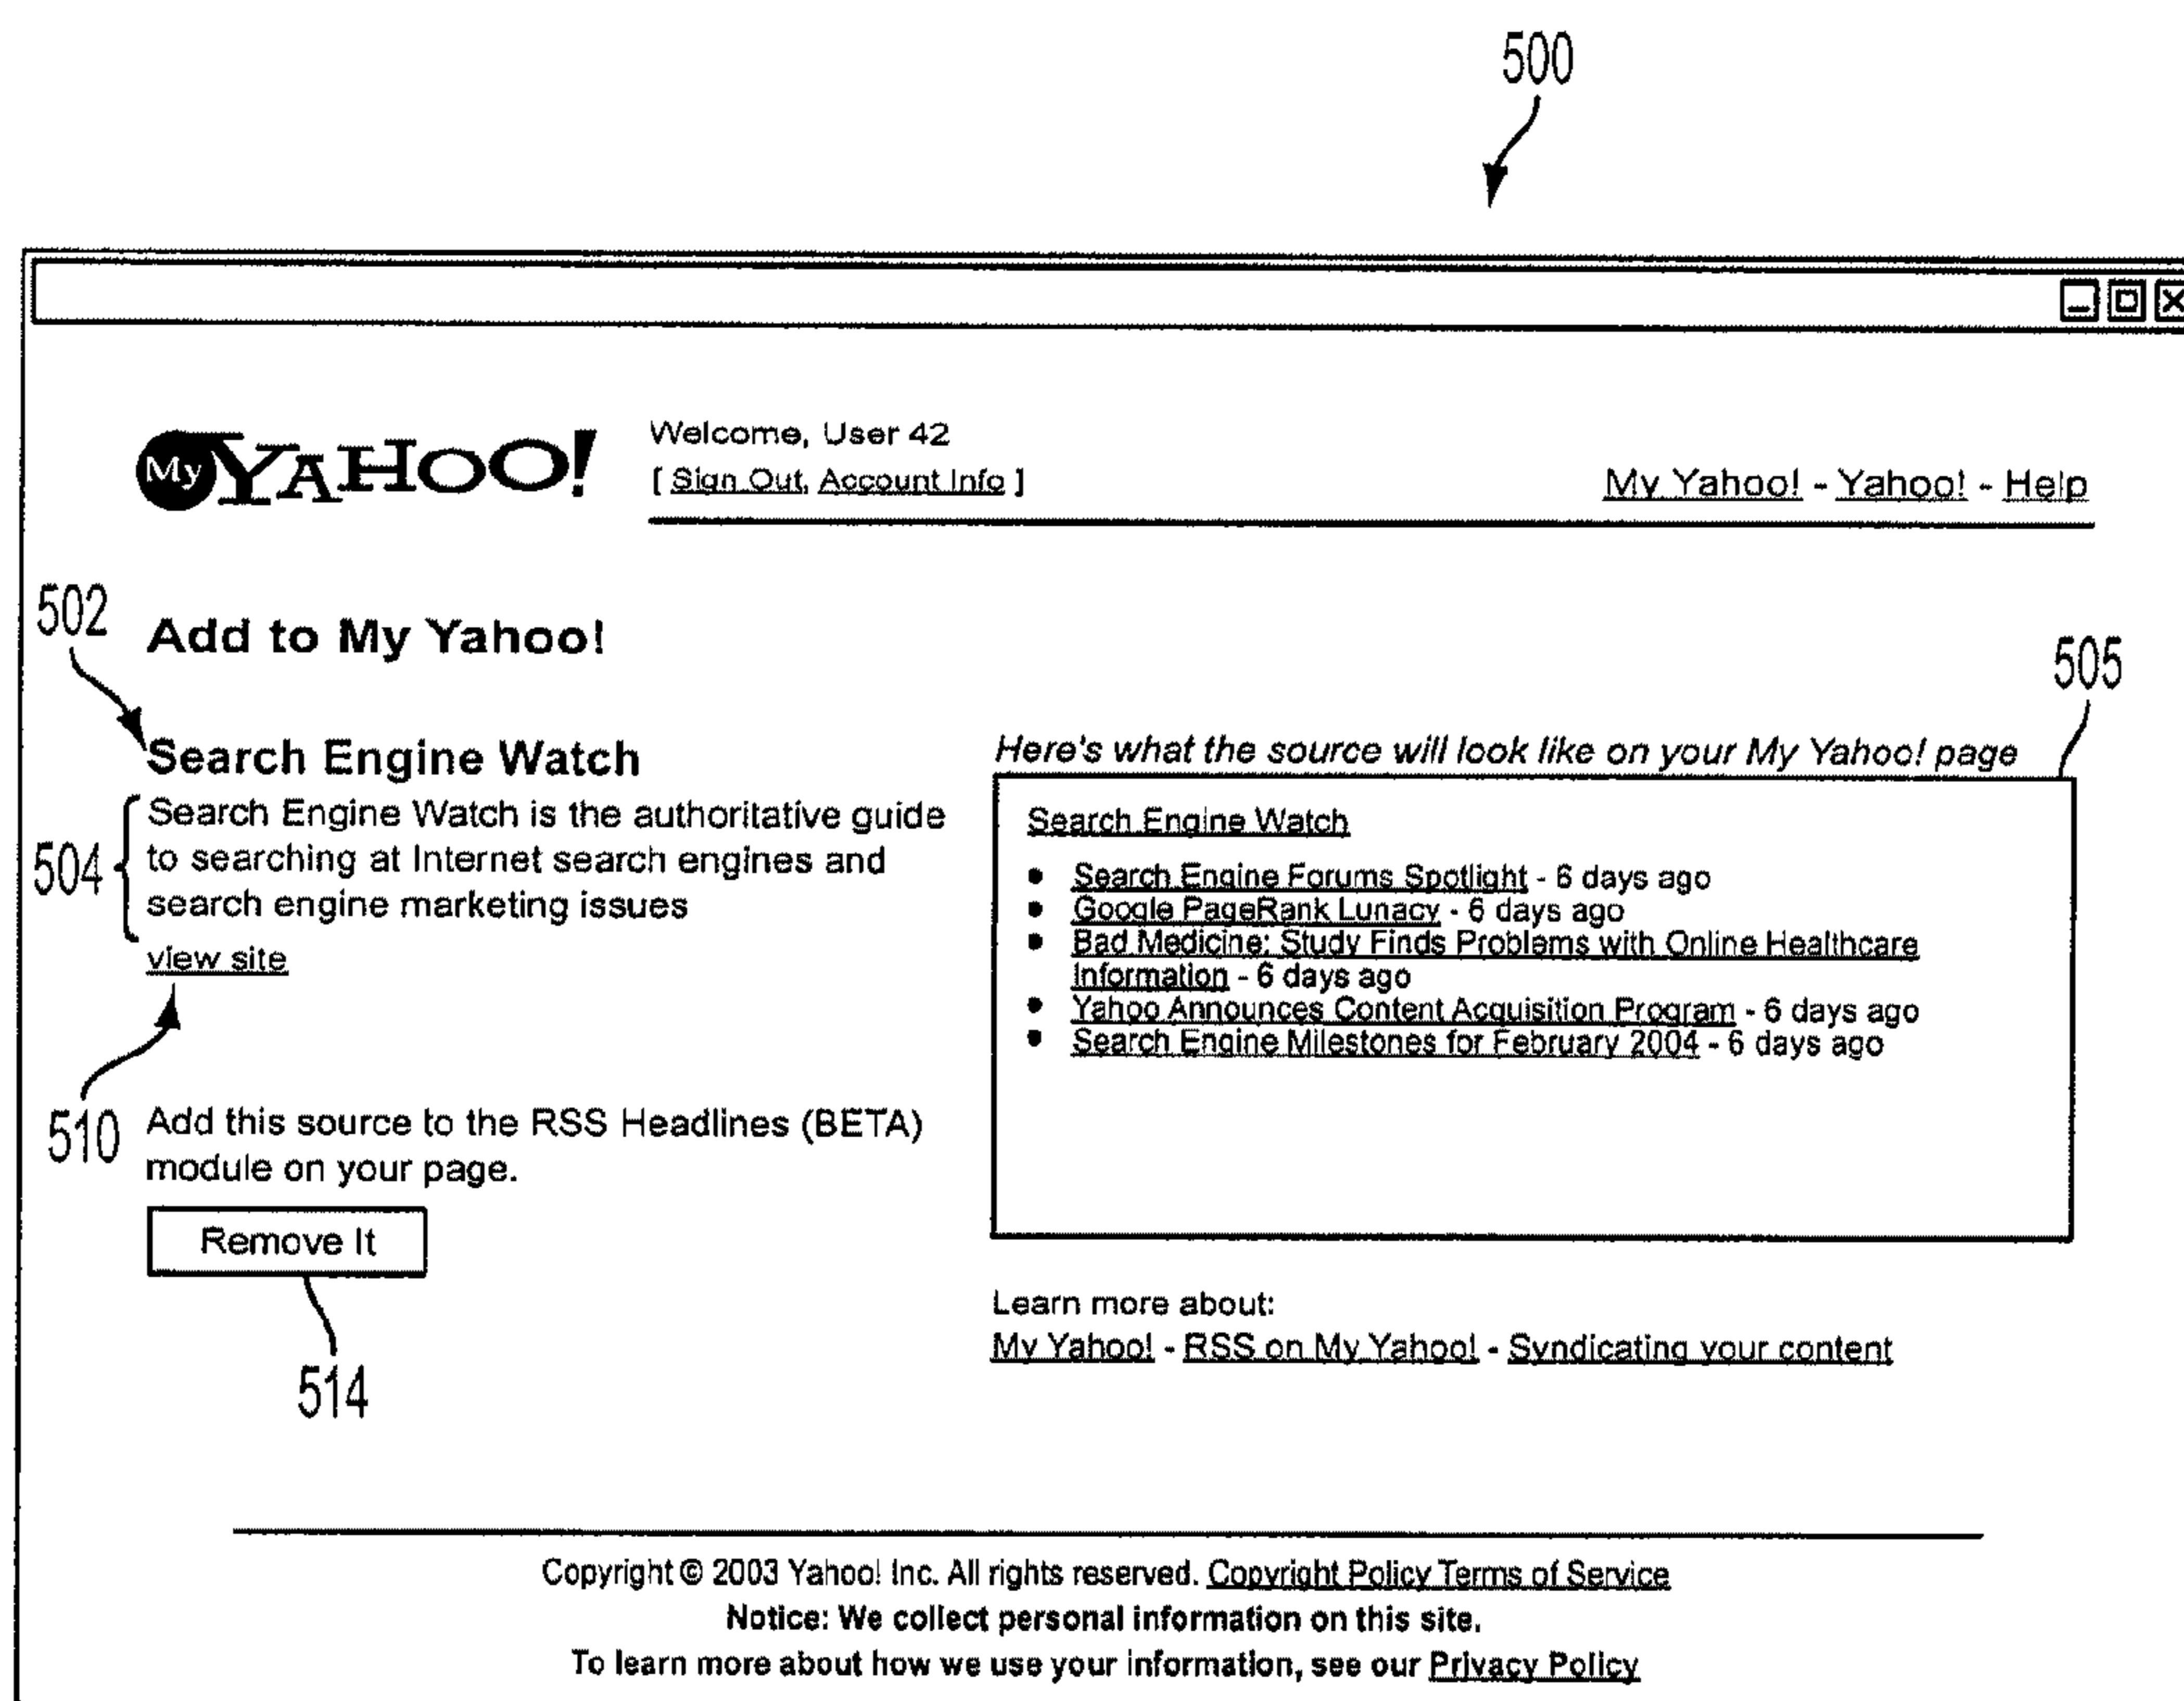 500
My YAHOO!
Welcome, User 42
[ Sign Out, Account Info ]
My Yahoo! - Yahoo! - Help
502
Add to My Yahoo!
505
Search Engine Watch
504
Search Engine Watch is the authoritative guide
to searching at Internet search engines and
search engine marketing issues
view site
510
Add this source to the RSS Headlines (BETA)
module on your page.
Remove It
514
Here's what the source will look like on your My Yahoo! page
Search Engine Watch
• Search Engine Forums Spotlight - 6 days ago
• Google PageRank Lunacy - 6 days ago
• Bad Medicine: Study Finds Problems with Online Healthcare
Information - 6 days ago
• Yahoo Announces Content Acquisition Program - 6 days ago
• Search Engine Milestones for February 2004 - 6 days ago
Learn more about:
My Yahoo! - RSS on My Yahoo! - Syndicating your content
Copyright © 2003 Yahoo! Inc. All rights reserved. Copyright Policy Terms of Service
Notice: We collect personal information on this site.
To learn more about how we use your information, see our Privacy Policy